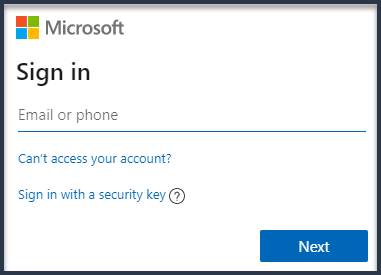 Microsoft
Sign in
Email or phone
Can't access your account?
Sign in with a security key ?
Next